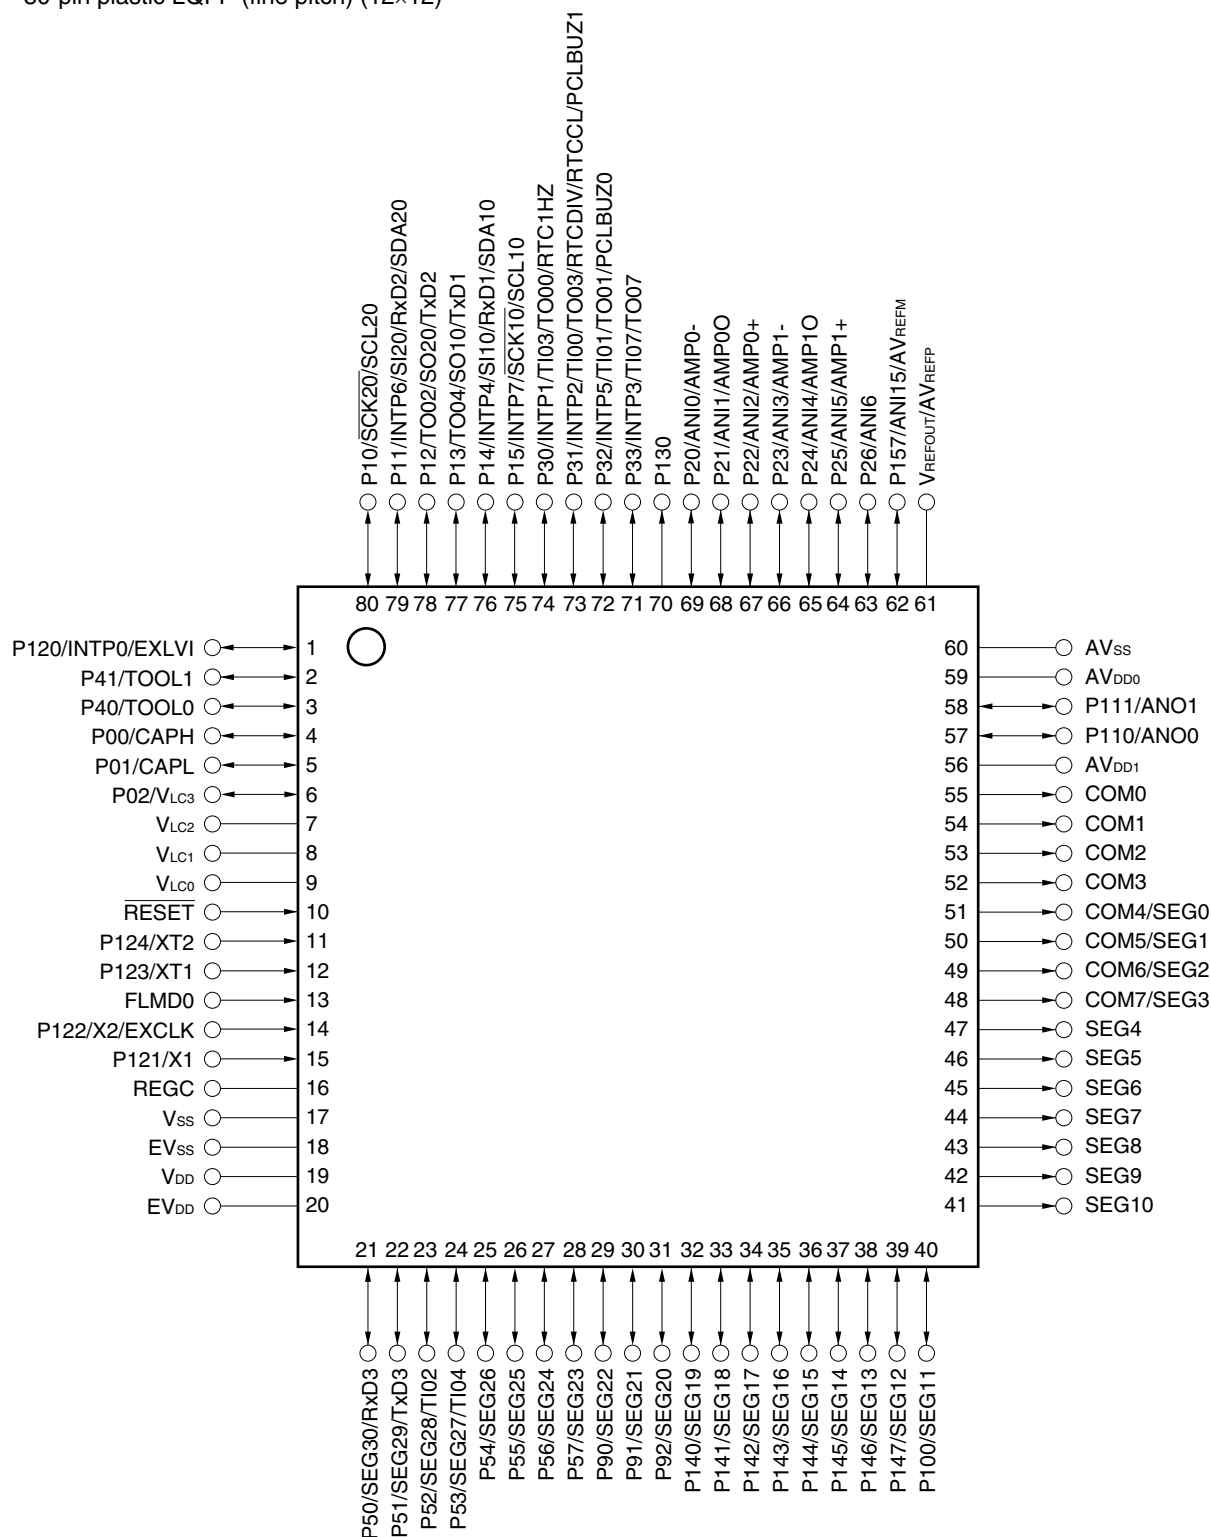 80-pin plastic LQFP (fine pitch) (12×12)
P10/SCK20/SCL20
P11/INTP6/SI20/RxD2/SDA20
P12/TO02/SO20/TxD2
P13/TO04/SO10/TxD1
P14/INTP4/SI10/RxD1/SDA10
P15/INTP7/SCK10/SCL10
P30/INTP1/TI03/TO00/RTC1HZ
P31/INTP2/TI00/TO03/RTCDIV/RTCCL/PCLBUZ1
P32/INTP5/TI01/TO01/PCLBUZ0
P33/INTP3/TI07/TO07
P130
P20/ANI0/AMP0-
P21/ANI1/AMP0O
P22/ANI2/AMP0+
P23/ANI3/AMP1-
P24/ANI4/AMP1O
P25/ANI5/AMP1+
P26/ANI6
P157/ANI15/AVREFM
VREFOUT/AVREFP
80 79 78 77 76 75 74 73 72 71 70 69 68 67 66 65 64 63 62 61
P120/INTP0/EXLVI 1
P41/TOOL1 2
P40/TOOL0 3
P00/CAPH 4
P01/CAPL 5
P02/VLC3 6
VLC2 7
VLC1 8
VLC0 9
RESET 10
P124/XT2 11
P123/XT1 12
FLMD0 13
P122/X2/EXCLK 14
P121/X1 15
REGC 16
VSS 17
EVSS 18
VDD 19
EVDD 20
60 AVSS
59 AVDD0
58 P111/ANO1
57 P110/ANO0
56 AVDD1
55 COM0
54 COM1
53 COM2
52 COM3
51 COM4/SEG0
50 COM5/SEG1
49 COM6/SEG2
48 COM7/SEG3
47 SEG4
46 SEG5
45 SEG6
44 SEG7
43 SEG8
42 SEG9
41 SEG10
21 22 23 24 25 26 27 28 29 30 31 32 33 34 35 36 37 38 39 40
P50/SEG30/RxD3
P51/SEG29/TxD3
P52/SEG28/TI02
P53/SEG27/TI04
P54/SEG26
P55/SEG25
P56/SEG24
P57/SEG23
P90/SEG22
P91/SEG21
P92/SEG20
P140/SEG19
P141/SEG18
P142/SEG17
P143/SEG16
P144/SEG15
P145/SEG14
P146/SEG13
P147/SEG12
P100/SEG11